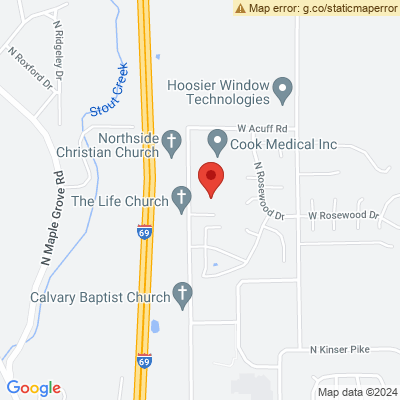 Map error: g.co/staticmaperror
N Ridgeley Dr
N Roxford Dr
Stout Creek
69
Hoosier Window
Technologies
W Acuff Rd
Northside
Christian Church
Cook Medical Inc
N Maple Grove Rd
N Rosewood Dr
The Life Church
W Rosewood Dr
69
Calvary Baptist Church
N Kinser Pike
69
Google
Map data ©2024